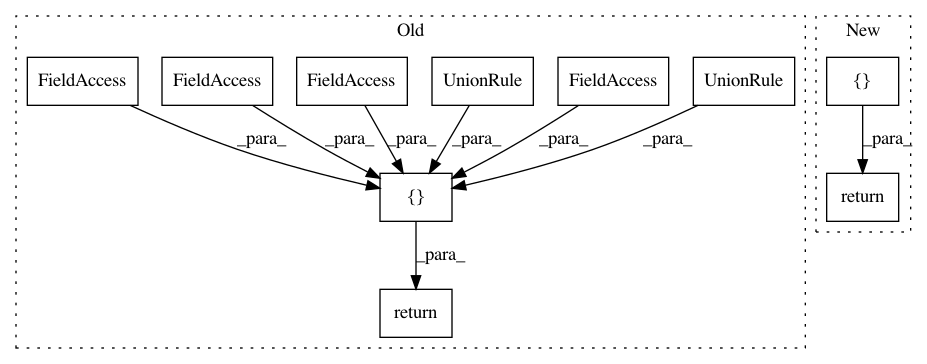 Old
New
FieldAccess
FieldAccess
FieldAccess
UnionRule
FieldAccess
UnionRule
{}
_para_
_para_
_para_
_para_
_para_
_para_
_para_
{}
return
_para_
return